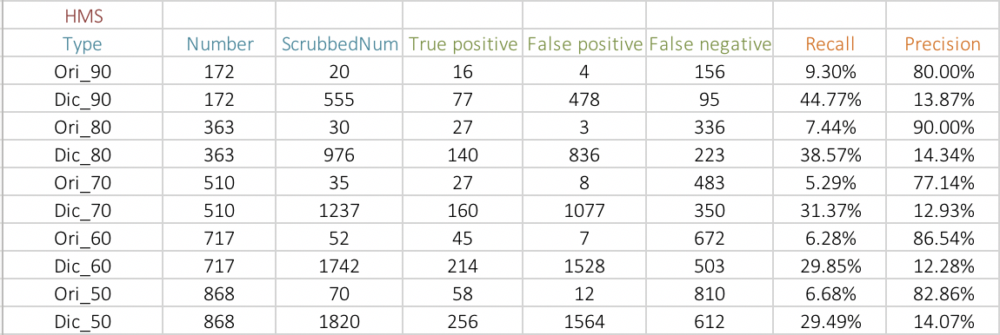 HMS
Type Number ScrubbedNum True positive False positive False negative Recall Precision
Ori_90 172 20 16 4 156 9.30% 80.00%
Dic_90 172 555 77 478 95 44.77% 13.87%
Ori_80 363 30 27 3 336 7.44% 90.00%
Dic_80 363 976 140 836 223 38.57% 14.34%
Ori_70 510 35 27 8 483 5.29% 77.14%
Dic_70 510 1237 160 1077 350 31.37% 12.93%
Ori_60 717 52 45 7 672 6.28% 86.54%
Dic_60 717 1742 214 1528 503 29.85% 12.28%
Ori_50 868 70 58 12 810 6.68% 82.86%
Dic_50 868 1820 256 1564 612 29.49% 14.07%